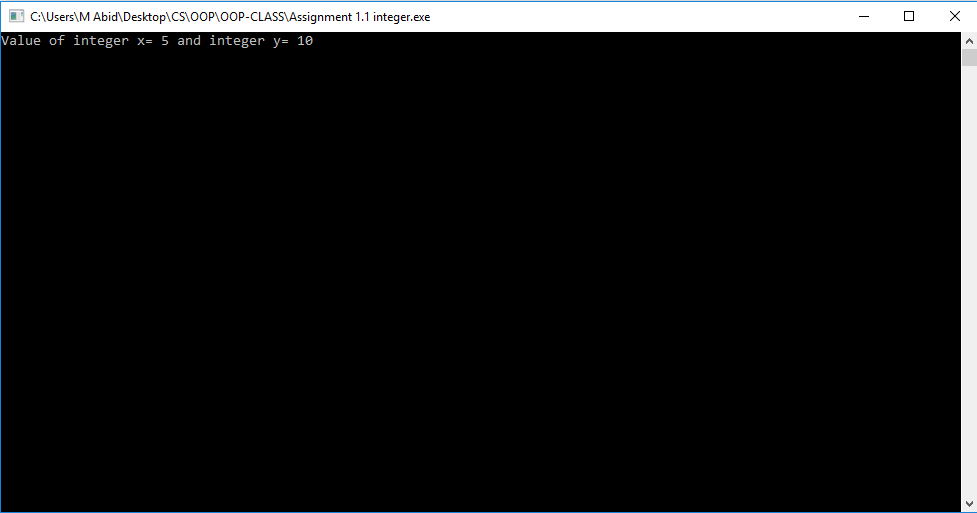 C:\Users\M Abid\Desktop\CS\OOP\OOP-CLASS\Assignment 1.1 integer.exe
Value of integer x= 5 and integer y= 10